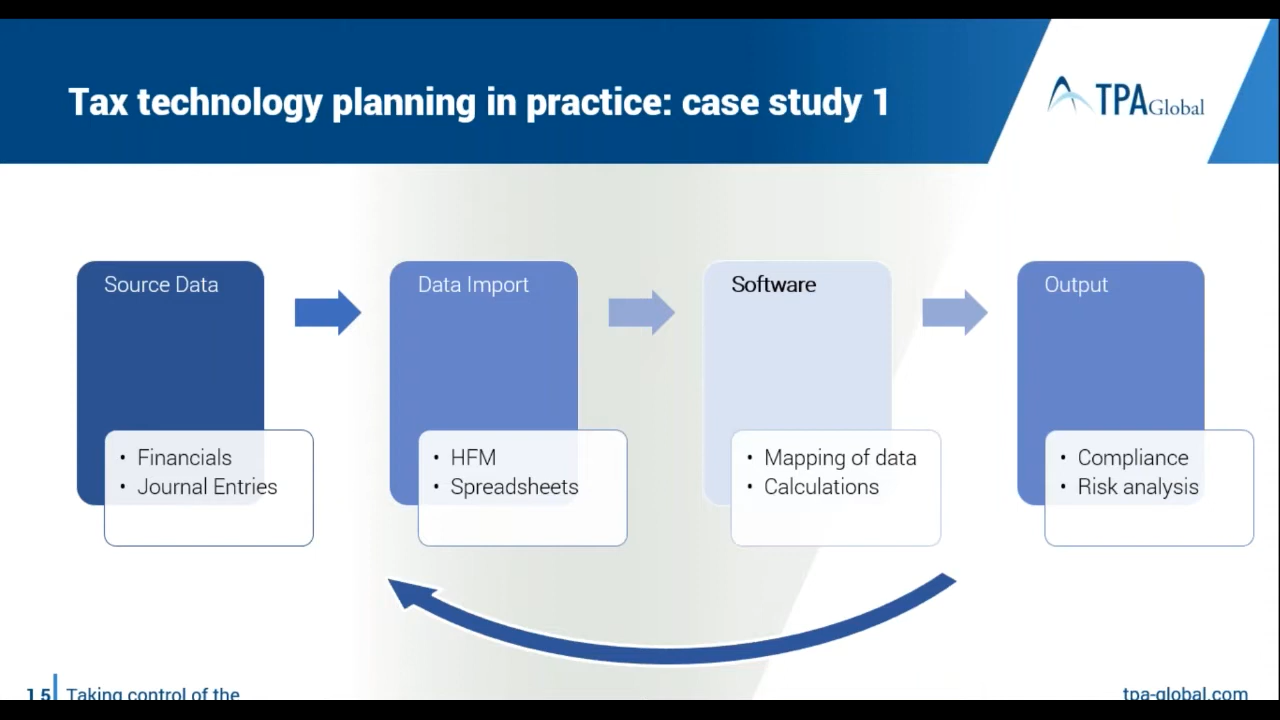 Tax technology planning in practice: case study 1
TPA Global
Source Data
• Financials
• Journal Entries
Data Import
• HFM
• Spreadsheets
Software
• Mapping of data
• Calculations
Output
• Compliance
• Risk analysis
15 Taking control of the
tpa-global.com